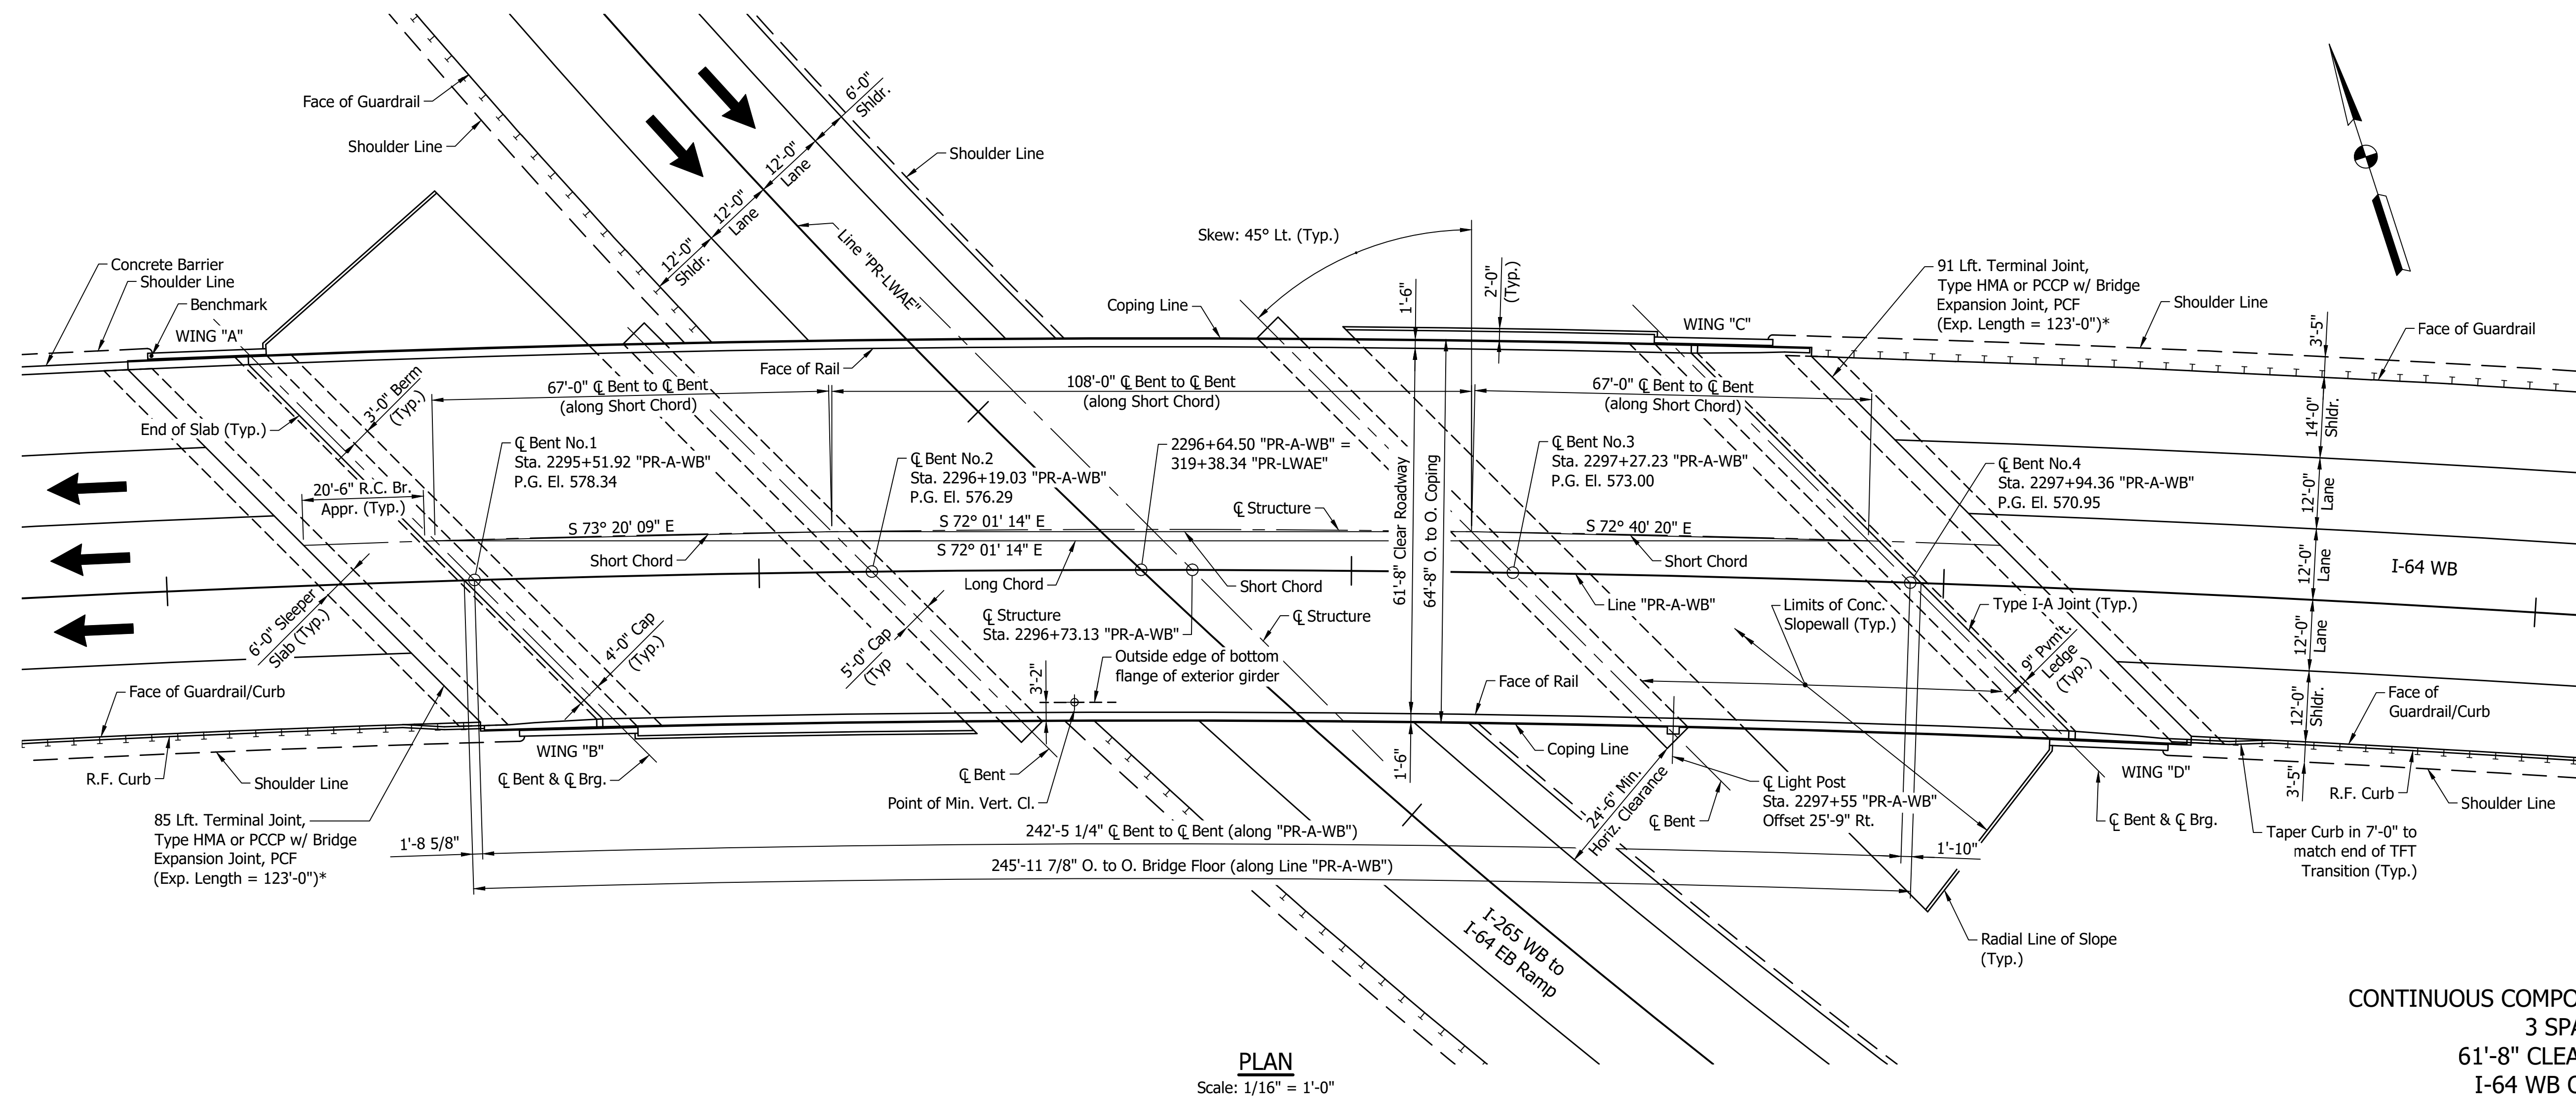 Face of Guardrail
Shoulder Line
6'-0"
Shldr.
12'-0"
Lane
12'-0"
Lane
12'-0"
Shldr.
Shoulder Line
Line "PR-LWAE"
Skew: 45° Lt. (Typ.)
Coping Line
1'-6"
2'-0"
(Typ.)
91 Lft. Terminal Joint,
Type HMA or PCCP w/ Bridge
Expansion Joint, PCF
(Exp. Length = 123'-0")*
Shoulder Line
3'-5"
Face of Guardrail
Concrete Barrier
Shoulder Line
Benchmark
WING "A"
WING "C"
Face of Rail
3'-0" Berm
(Typ.)
67'-0" ℄ Bent to ℄ Bent
(along Short Chord)
108'-0" ℄ Bent to ℄ Bent
(along Short Chord)
67'-0" ℄ Bent to ℄ Bent
(along Short Chord)
14'-0"
Shldr.
End of Slab (Typ.)
℄ Bent No.1
Sta. 2295+51.92 "PR-A-WB"
P.G. El. 578.34
℄ Bent No.2
Sta. 2296+19.03 "PR-A-WB"
P.G. El. 576.29
2296+64.50 "PR-A-WB" =
319+38.34 "PR-LWAE"
61'-8" Clear Roadway
64'-8" O. to O. Coping
℄ Bent No.3
Sta. 2297+27.23 "PR-A-WB"
P.G. El. 573.00
℄ Bent No.4
Sta. 2297+94.36 "PR-A-WB"
P.G. El. 570.95
12'-0"
Lane
20'-6" R.C. Br.
Appr. (Typ.)
S 73° 20' 09" E
S 72° 01' 14" E
℄ Structure
S 72° 40' 20" E
Short Chord
S 72° 01' 14" E
Long Chord
Short Chord
Short Chord
12'-0"
Lane
I-64 WB
6'-0" Sleeper
Slab (Typ.)
4'-0" Cap
(Typ.)
5'-0" Cap
(Typ
℄ Structure
Sta. 2296+73.13 "PR-A-WB"
℄ Structure
Line "PR-A-WB"
Limits of Conc.
Slopewall (Typ.)
Type I-A Joint (Typ.)
12'-0"
Lane
9" Pvm't.
Ledge
(Typ.)
3'-2"
Outside edge of bottom
flange of exterior girder
Face of Guardrail/Curb
Face of Rail
12'-0"
Shldr.
Face of
Guardrail/Curb
WING "B"
Coping Line
R.F. Curb
Shoulder Line
℄ Bent & ℄ Brg.
℄ Bent
Point of Min. Vert. Cl.
1'-6"
24'-6" Min.
Horiz. Clearance
℄ Bent
℄ Light Post
Sta. 2297+55 "PR-A-WB"
Offset 25'-9" Rt.
WING "D"
℄ Bent & ℄ Brg.
3'-5"
R.F. Curb
Shoulder Line
85 Lft. Terminal Joint,
Type HMA or PCCP w/ Bridge
Expansion Joint, PCF
(Exp. Length = 123'-0")*
1'-8 5/8"
242'-5 1/4" ℄ Bent to ℄ Bent (along "PR-A-WB")
1'-10"
245'-11 7/8" O. to O. Bridge Floor (along Line "PR-A-WB")
Taper Curb in 7'-0" to
match end of TFT
Transition (Typ.)
I-265 WB to
I-64 EB Ramp
Radial Line of Slope
(Typ.)
PLAN
Scale: 1/16" = 1'-0"
CONTINUOUS COMPO
3 SPA
61'-8" CLEA
I-64 WB